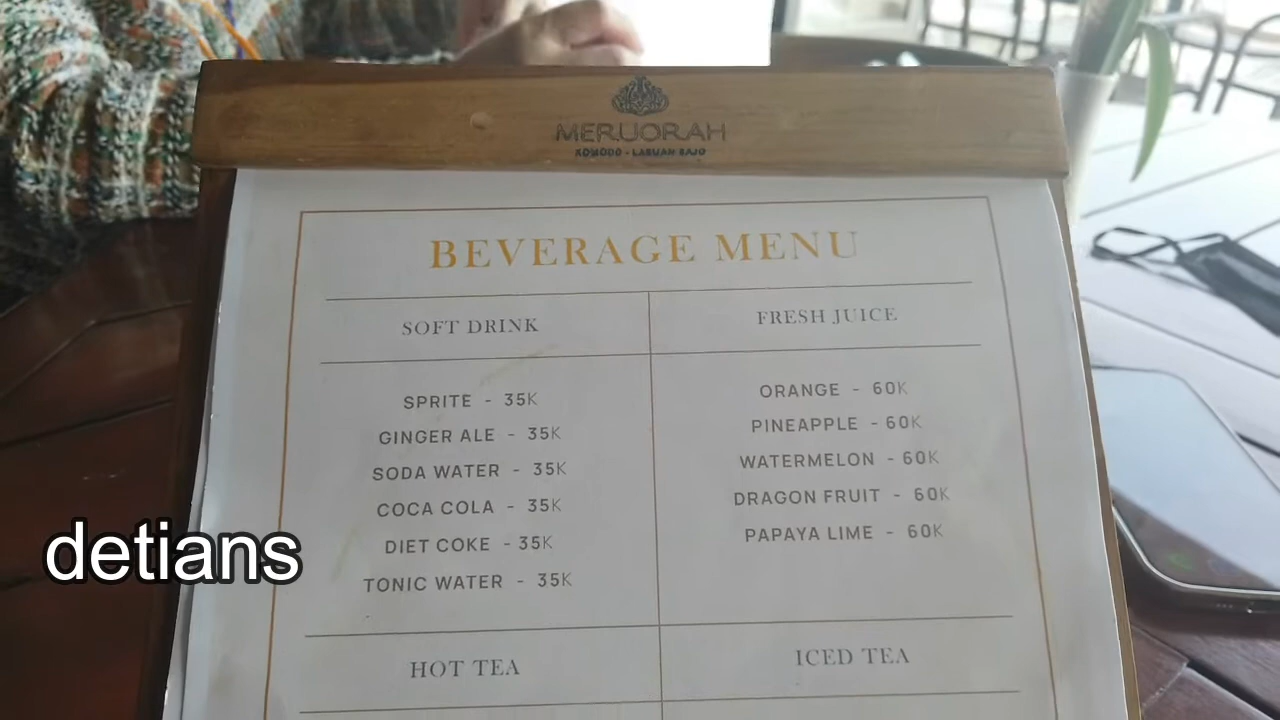 MERUORAH
KOMODO - LABUAN BAJO
BEVERAGE MENU
SOFT DRINK
SPRITE - 35K
GINGER ALE - 35K
SODA WATER - 35K
COCA COLA - 35K
DIET COKE - 35K
TONIC WATER - 35K
FRESH JUICE
ORANGE - 60K
PINEAPPLE - 60K
WATERMELON - 60K
DRAGON FRUIT - 60K
PAPAYA LIME - 60K
HOT TEA
ICED TEA
detians